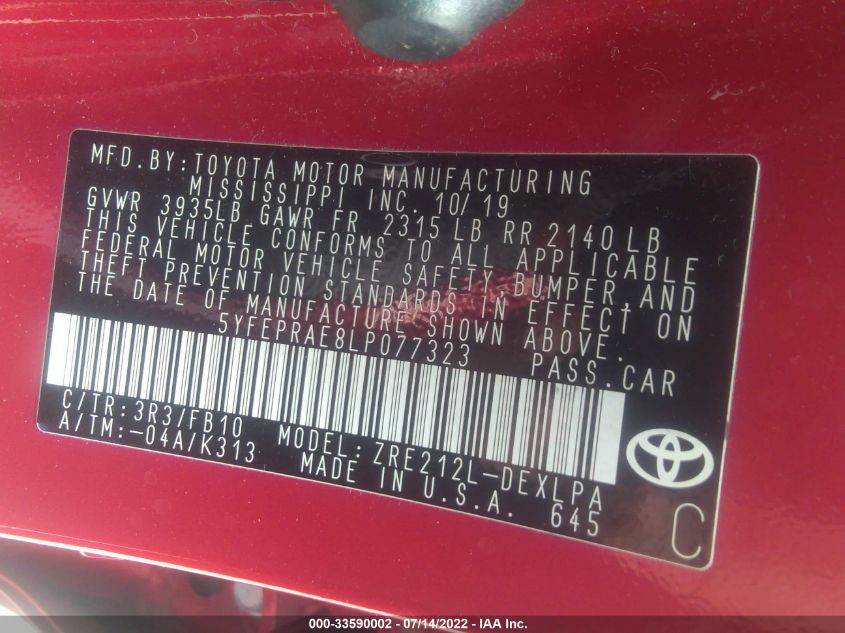 MFD.BY:TOYOTA MOTOR MANUFACTURING
MISSISSIPPI INC. 10/19
GVWR 3935LB GAWR FR 2315 LB RR 2140 LB
THIS VEHICLE CONFORMS TO ALL APPLICABLE
FEDERAL MOTOR VEHICLE SAFETY,BUMPER,AND
THEFT PREVENTION STANDARDS IN EFFECT ON
THE DATE OF MANUFACTURE SHOWN ABOVE.
5YFEPRAE8LP077323 PASS.CAR
C/TR:3R3/FB10 MODEL:ZRE212L-DEXLPA
A/TM:-04A/K313 MADE IN U.S.A. 645
C
000-33590002 - 07/14/2022 - IAA Inc.